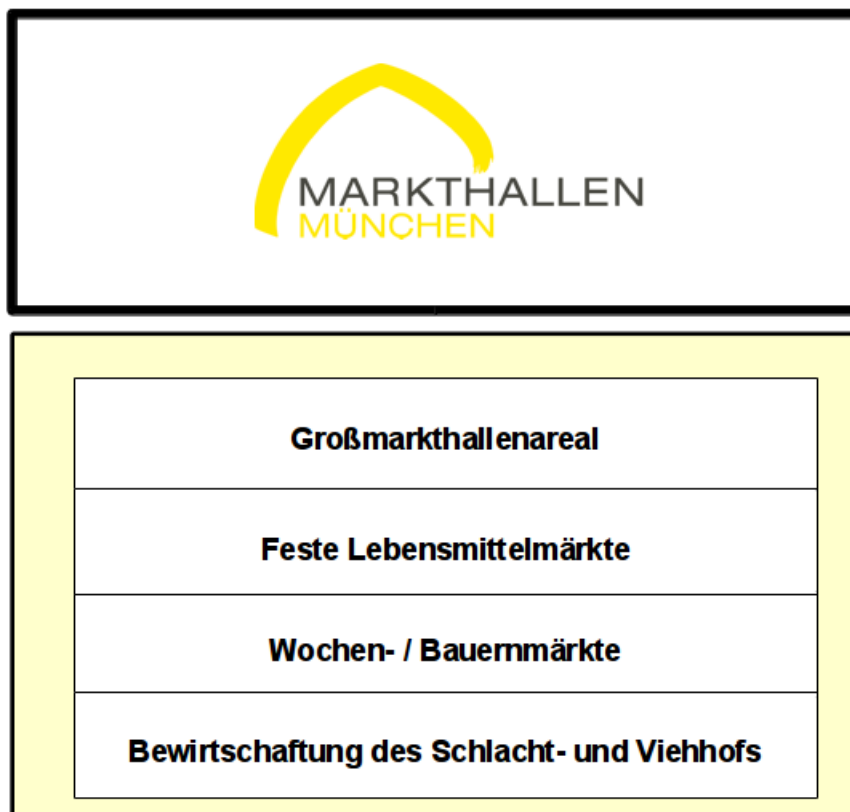 MARKTHALLEN
MÜNCHEN
Großmarkthallenareal
Feste Lebensmittelmärkte
Wochen- / Bauernmärkte
Bewirtschaftung des Schlacht- und Viehhofs